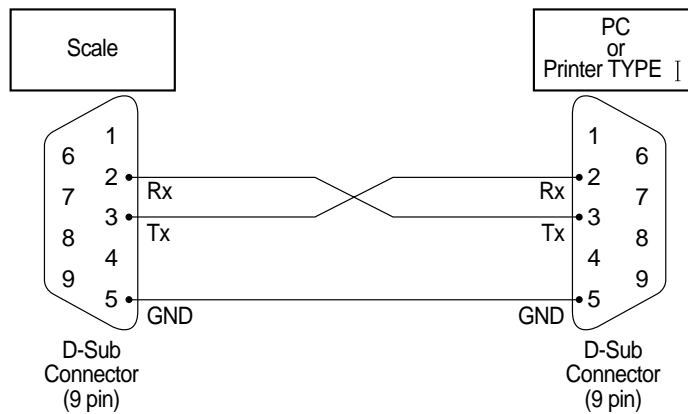 Scale
PC
or
Printer TYPE I
1
2
3
4
5
6
7
8
9
Rx
Tx
GND
Rx
Tx
GND
1
2
3
4
5
6
7
8
9
D-Sub
Connector
(9 pin)
D-Sub
Connector
(9 pin)